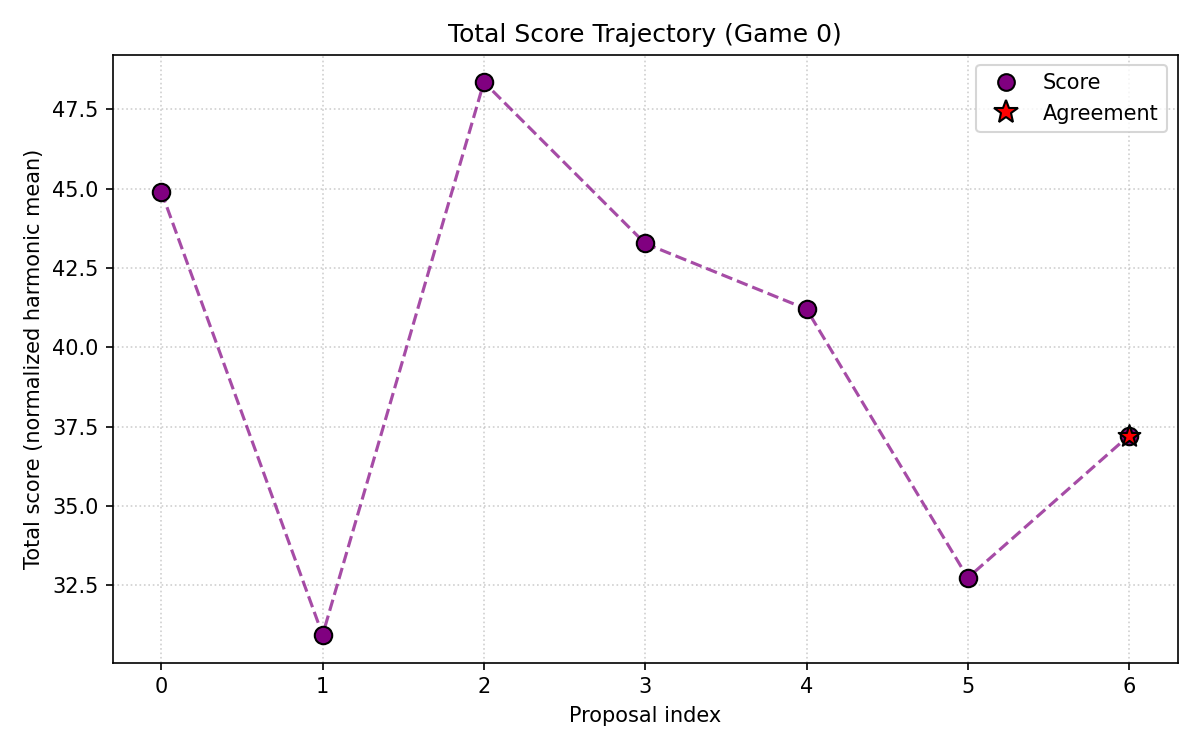 Total Score Trajectory (Game 0)
Score
Agreement
Total score (normalized harmonic mean)
47.5
45.0
42.5
40.0
37.5
35.0
32.5
0 1 2 3 4 5 6
Proposal index